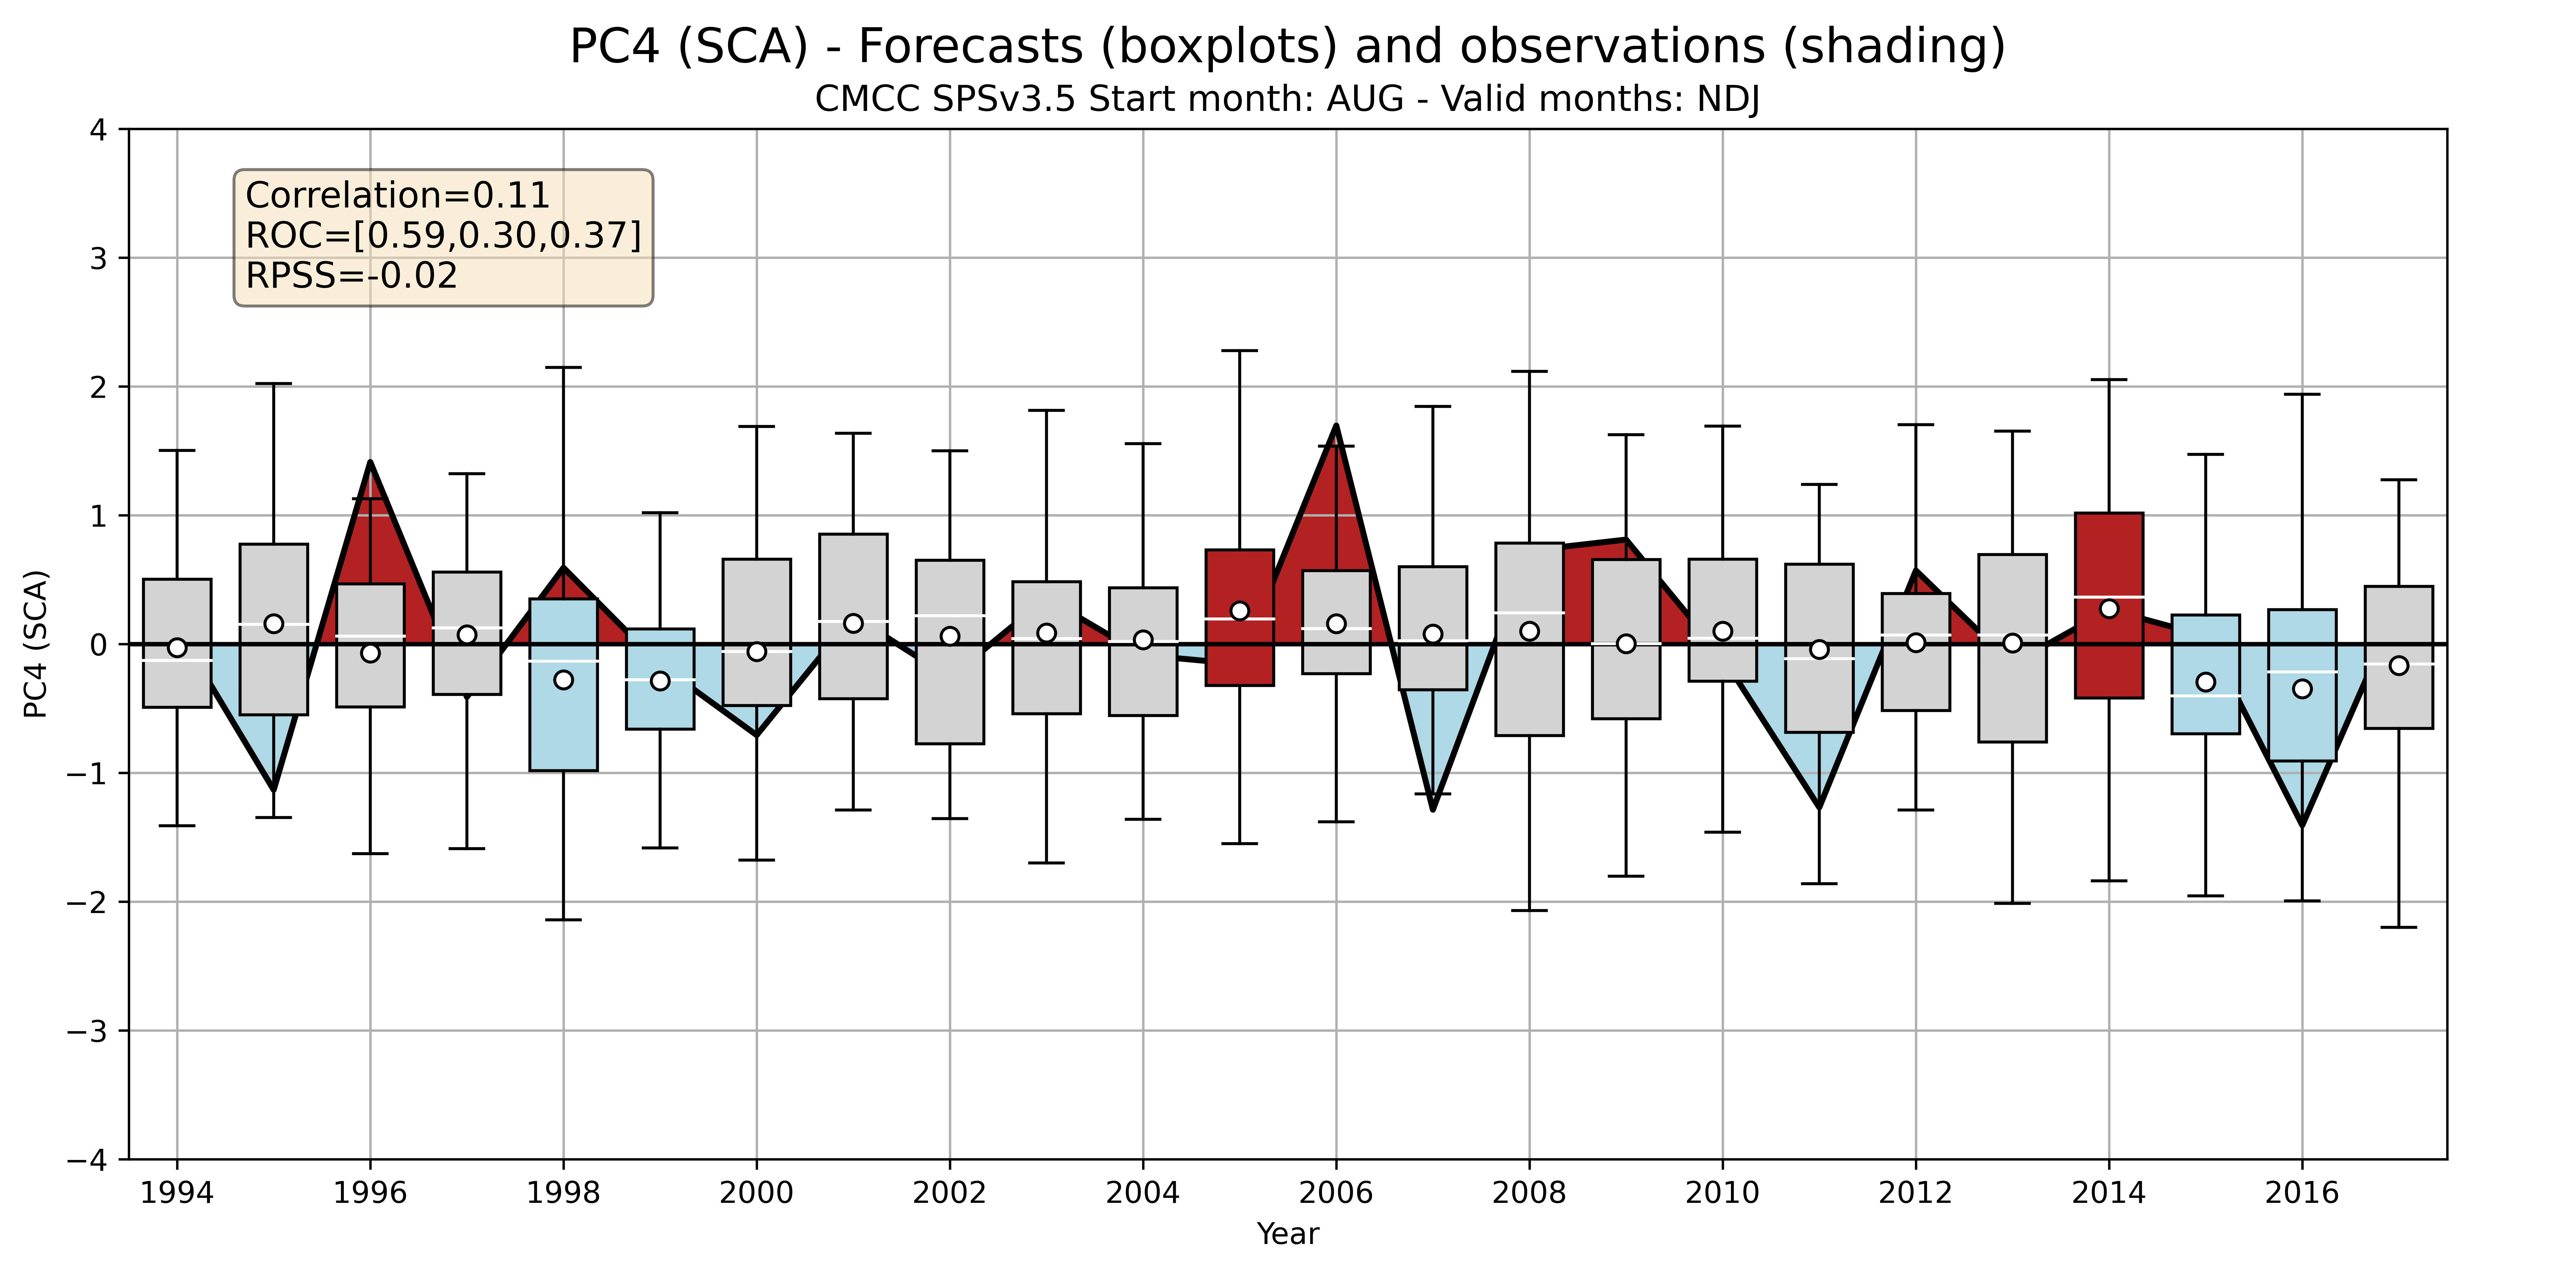 PC4 (SCA) - Forecasts (boxplots) and observations (shading)
CMCC SPSv3.5 Start month: AUG - Valid months: NDJ
Correlation=0.11
ROC=[0.59,0.30,0.37]
RPSS=-0.02
PC4 (SCA)
4
3
2
1
0
−1
−2
−3
−4
1994 1996 1998 2000 2002 2004 2006 2008 2010 2012 2014 2016
Year